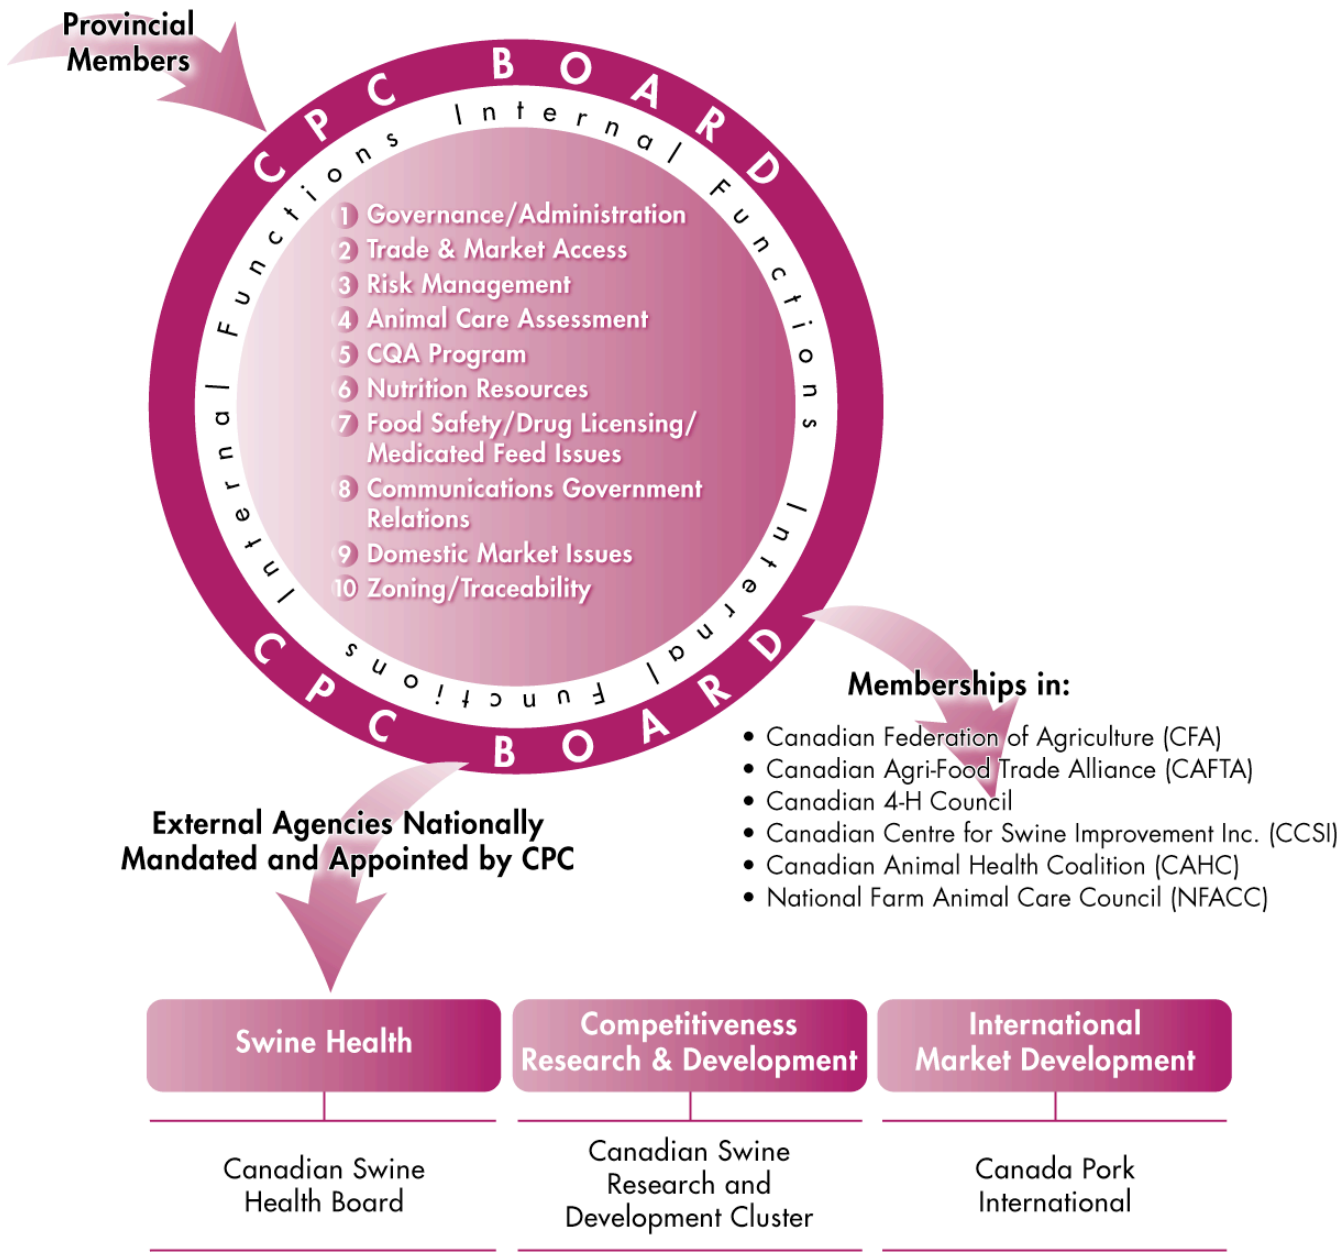 Provincial
Members
CPC BOARD
Internal Functions Internal Functions Internal Functions Internal Functions
1 Governance/Administration
2 Trade & Market Access
3 Risk Management
4 Animal Care Assessment
5 CQA Program
6 Nutrition Resources
7 Food Safety/Drug Licensing/
Medicated Feed Issues
8 Communications Government
Relations
9 Domestic Market Issues
10 Zoning/Traceability
CPC BOARD
Memberships in:
• Canadian Federation of Agriculture (CFA)
• Canadian Agri-Food Trade Alliance (CAFTA)
• Canadian 4-H Council
• Canadian Centre for Swine Improvement Inc. (CCSI)
• Canadian Animal Health Coalition (CAHC)
• National Farm Animal Care Council (NFACC)
External Agencies Nationally
Mandated and Appointed by CPC
Swine Health
Canadian Swine
Health Board
Competitiveness
Research & Development
Canadian Swine
Research and
Development Cluster
International
Market Development
Canada Pork
International